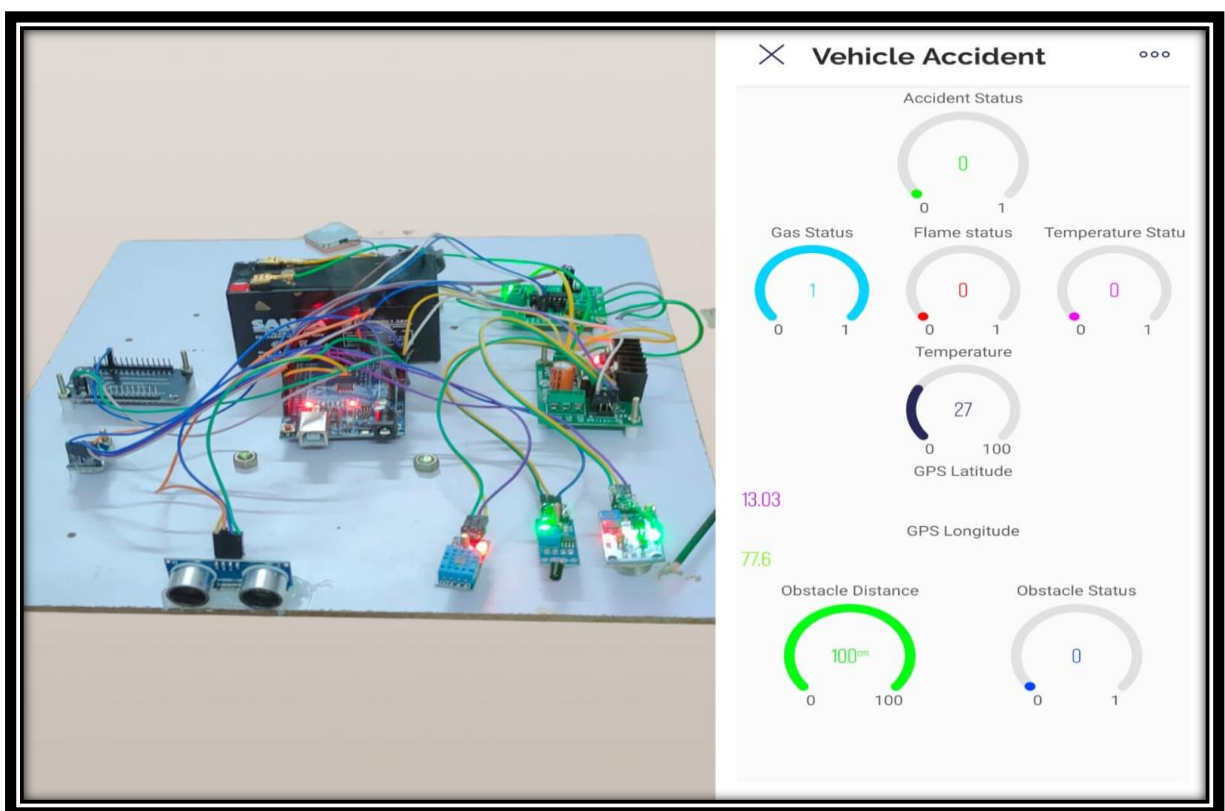 Vehicle Accident
Accident Status
0
0 1
Gas Status Flame status Temperature Statu
1 0 0
0 1 0 1 0 1
Temperature
27
0 100
GPS Latitude
13.03
GPS Longitude
77.6
Obstacle Distance Obstacle Status
100cm 0
0 100 0 1